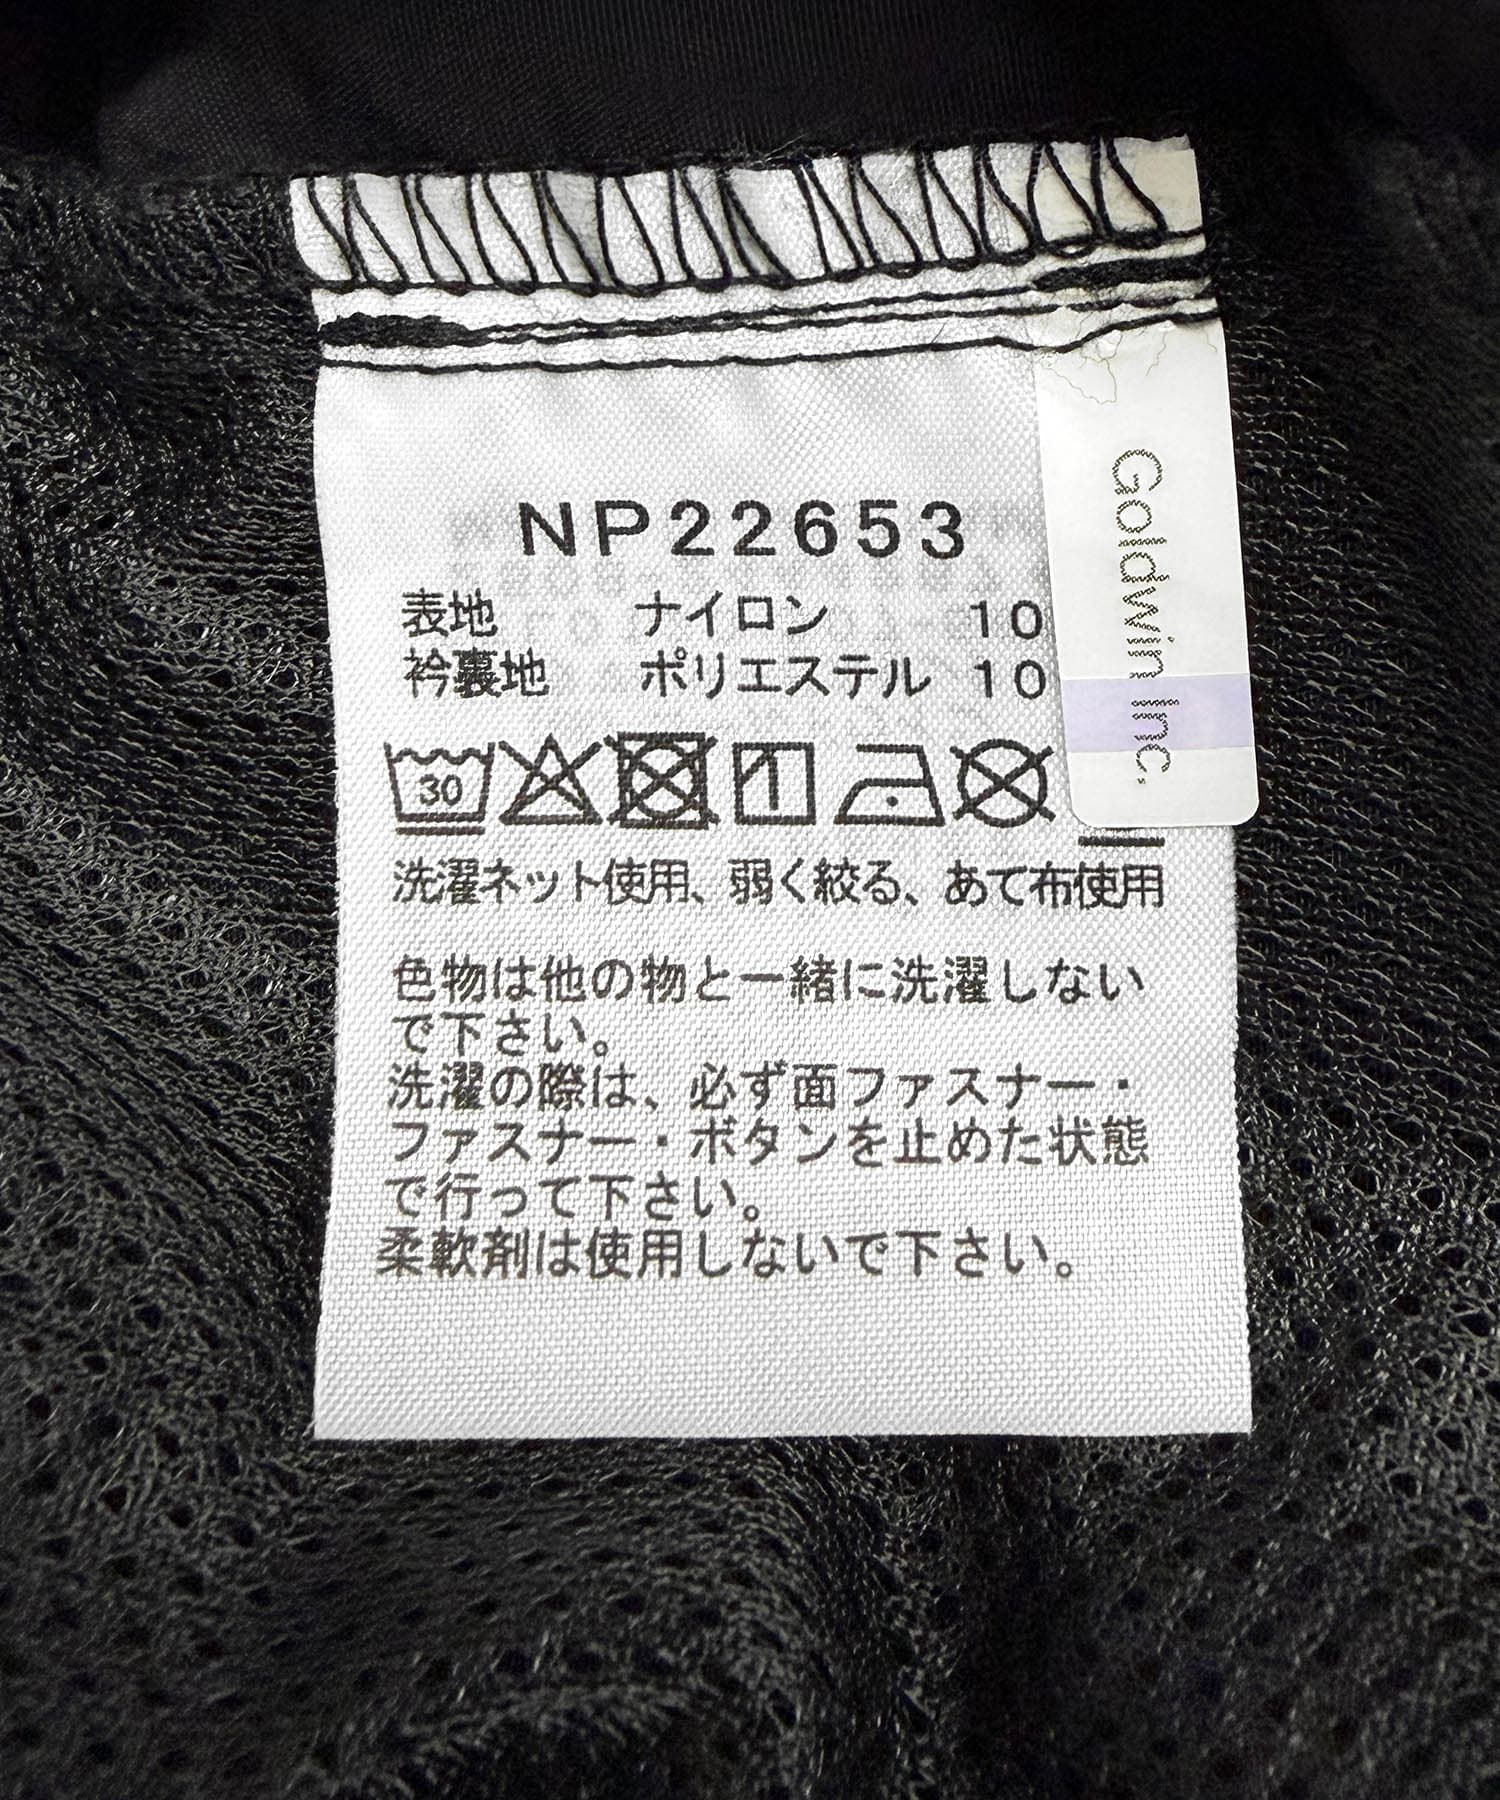 NP22653
表地 ナイロン 10
衿裏地 ポリエステル 10
30
洗濯ネット使用、弱く絞る、あて布使用
色物は他の物と一緒に洗濯しない
で下さい。
洗濯の際は、必ず面ファスナー・
ファスナー・ボタンを止めた状態
で行って下さい。
柔軟剤は使用しないで下さい。
Goldwin Inc.